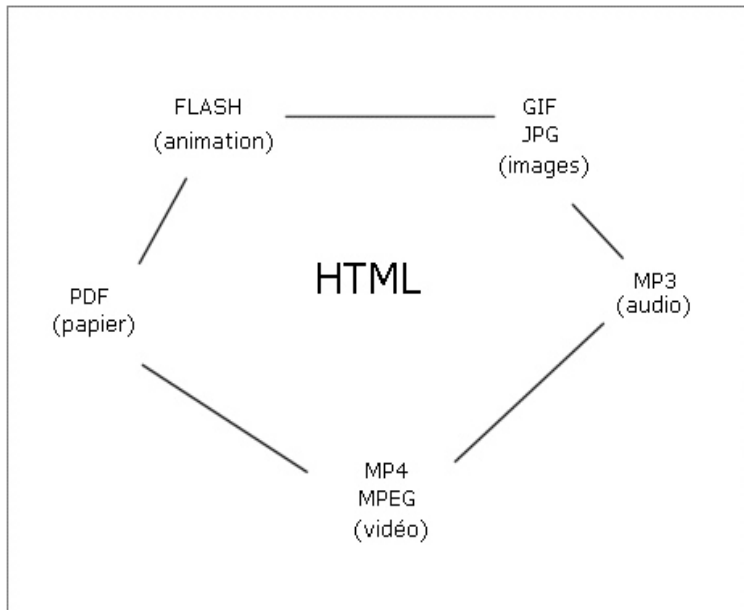 FLASH
(animation)
GIF
JPG
(images)
HTML
PDF
(papier)
MP3
(audio)
MP4
MPEG
(vidéo)